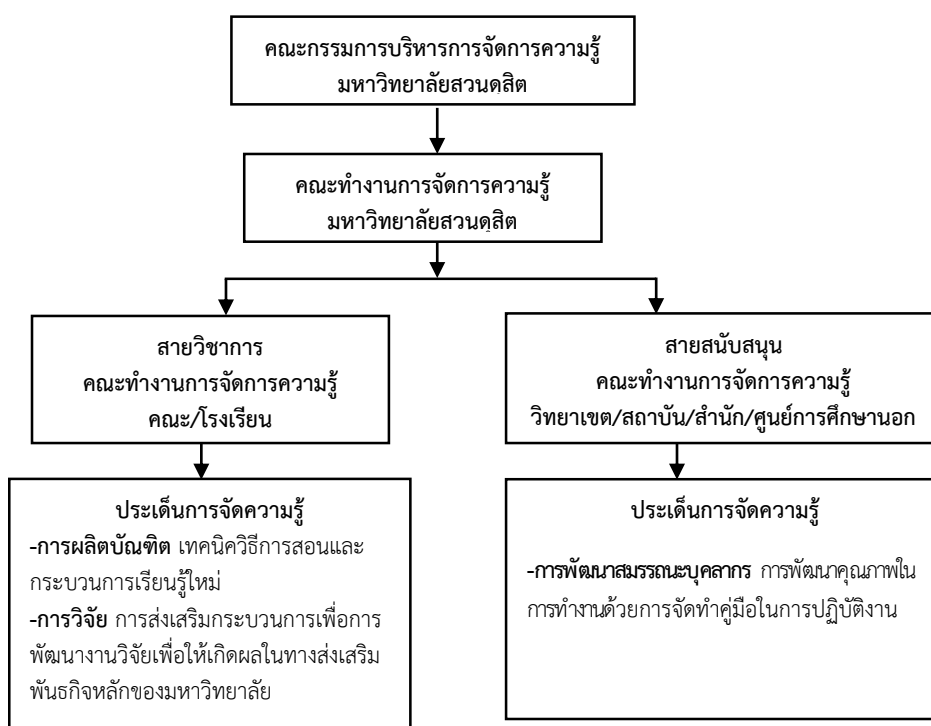 คณะกรรมการบริหารการจัดการความรู้
มหาวิทยาลัยสวนดุสิต
คณะทำงานการจัดการความรู้
มหาวิทยาลัยสวนดุสิต
สายวิชาการ
คณะทำงานการจัดการความรู้
คณะ/โรงเรียน
สายสนับสนุน
คณะทำงานการจัดการความรู้
วิทยาเขต/สถาบัน/สำนัก/ศูนย์การศึกษานอก
ประเด็นการจัดความรู้
-การผลิตบัณฑิต เทคนิควิธีการสอนและ
กระบวนการเรียนรู้ใหม่
-การวิจัย การส่งเสริมกระบวนการเพื่อการ
พัฒนางานวิจัยเพื่อให้เกิดผลในทางส่งเสริม
พันธกิจหลักของมหาวิทยาลัย
ประเด็นการจัดความรู้
-การพัฒนาสมรรถนะบุคลากร การพัฒนาคุณภาพใน
การทำงานด้วยการจัดทำคู่มือในการปฏิบัติงาน